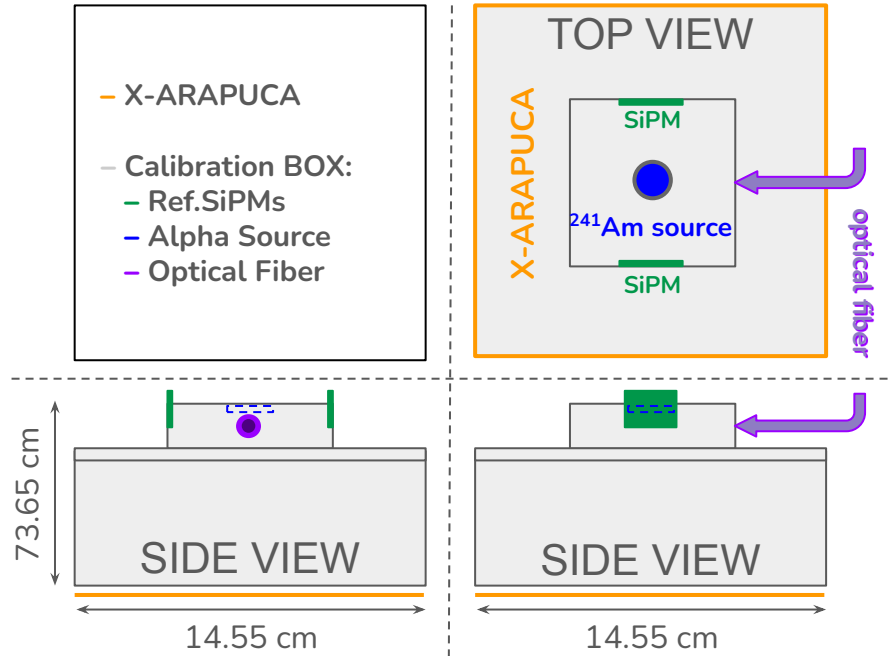 – X-ARAPUCA
– Calibration BOX:
– Ref.SiPMs
– Alpha Source
– Optical Fiber
TOP VIEW
X-ARAPUCA
SiPM
²⁴¹Am source
SiPM
optical fiber
73.65 cm
SIDE VIEW
14.55 cm
SIDE VIEW
14.55 cm